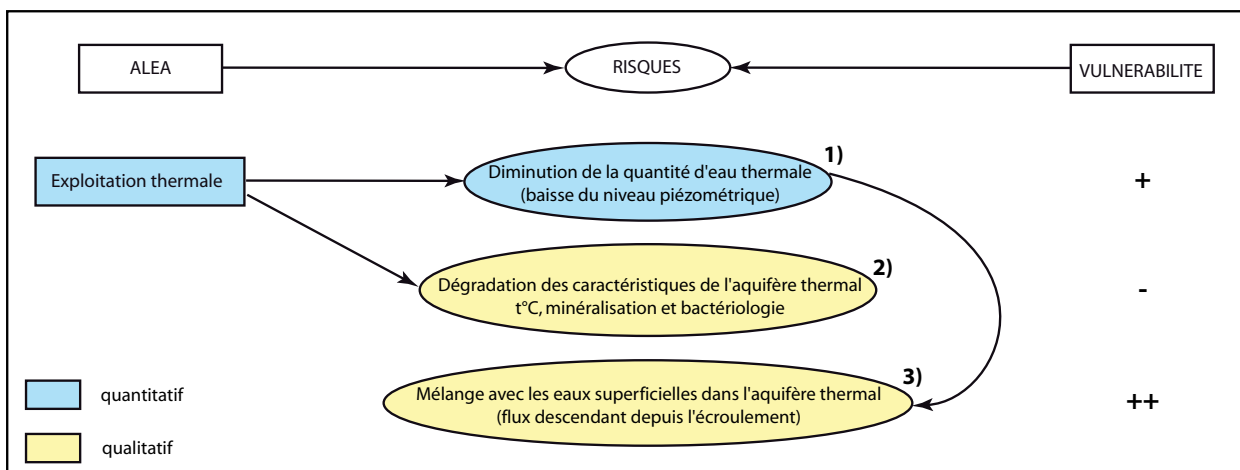 ALEA
RISQUES
VULNERABILITE
Exploitation thermale
Diminution de la quantité d'eau thermale
(baisse du niveau piézométrique)
1)
+
Dégradation des caractéristiques de l'aquifère thermal
t°C, minéralisation et bactériologie
2)
-
Mélange avec les eaux superficielles dans l'aquifère thermal
(flux descendant depuis l'écroulement)
3)
++
quantitatif
qualitatif